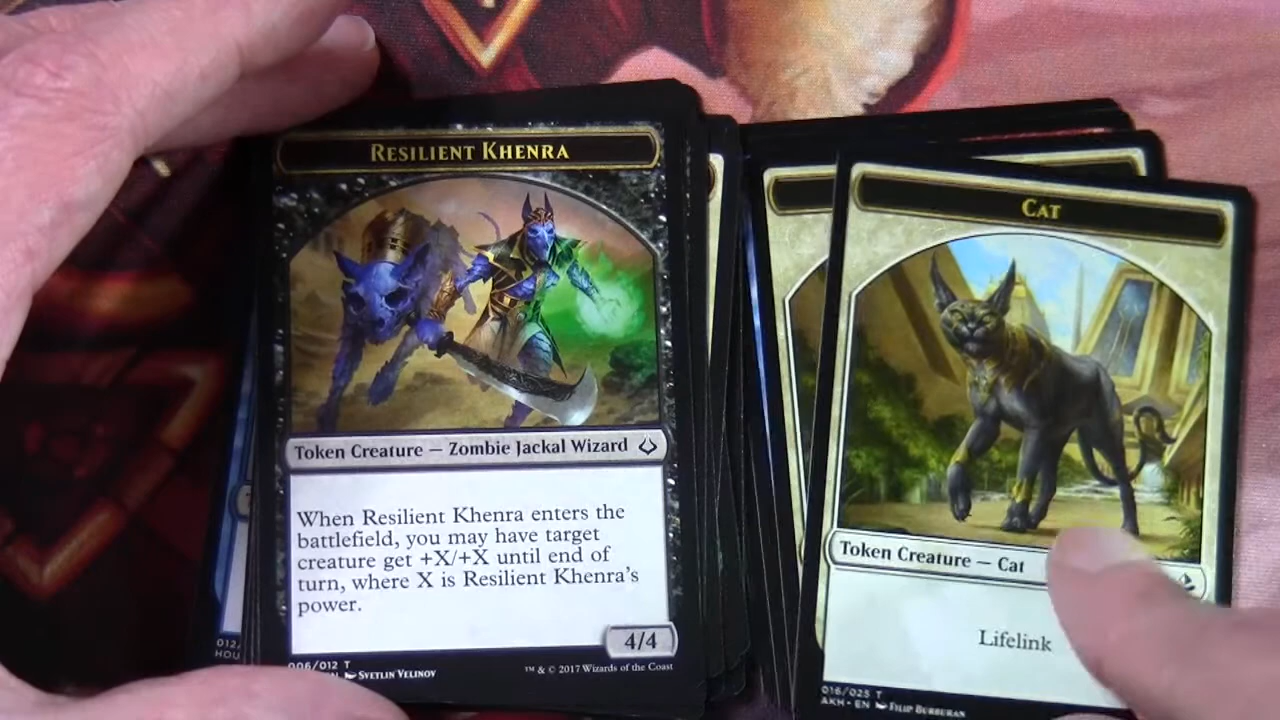 RESILIENT KHENRA
Token Creature — Zombie Jackal Wizard
When Resilient Khenra enters the
battlefield, you may have target
creature get +X/+X until end of
turn, where X is Resilient Khenra's
power.
4/4
006/012 T
SVETLIN VELINOV
™ & © 2017 Wizards of the Coast
012/
HOU
CAT
Token Creature — Cat
Lifelink
016/025 T
AKH • EN FILIP BURBURAN